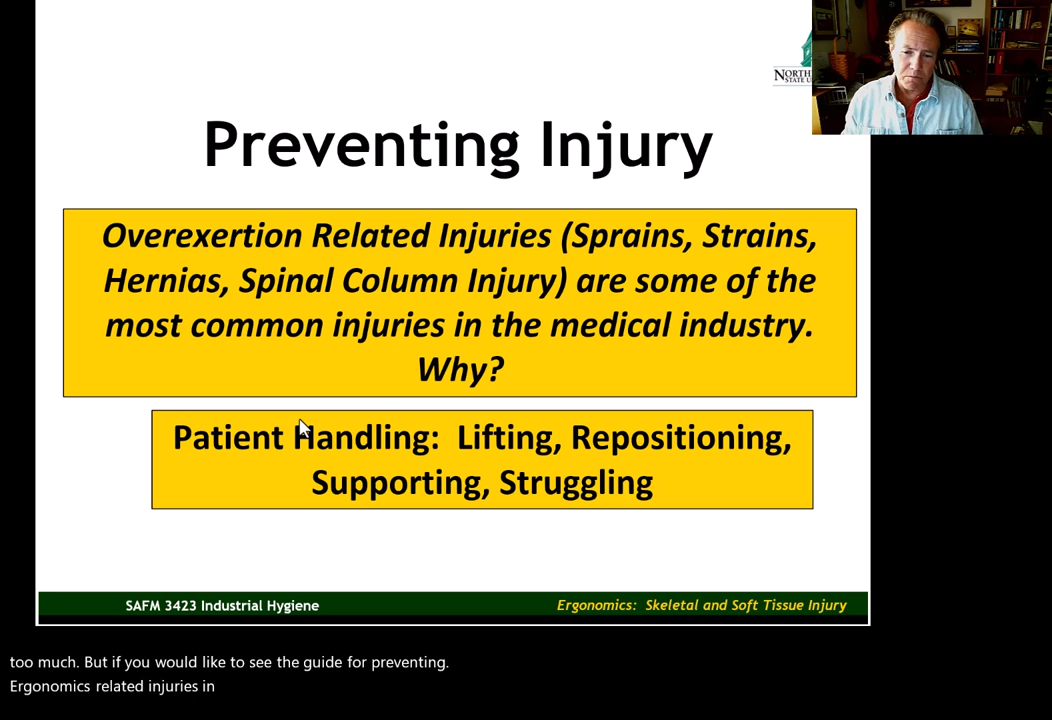 NORTH
STATE U
Preventing Injury
Overexertion Related Injuries (Sprains, Strains,
Hernias, Spinal Column Injury) are some of the
most common injuries in the medical industry.
Why?
Patient Handling:  Lifting, Repositioning,
Supporting, Struggling
SAFM 3423 Industrial Hygiene
Ergonomics:  Skeletal and Soft Tissue Injury
too much. But if you would like to see the guide for preventing.
Ergonomics related injuries in